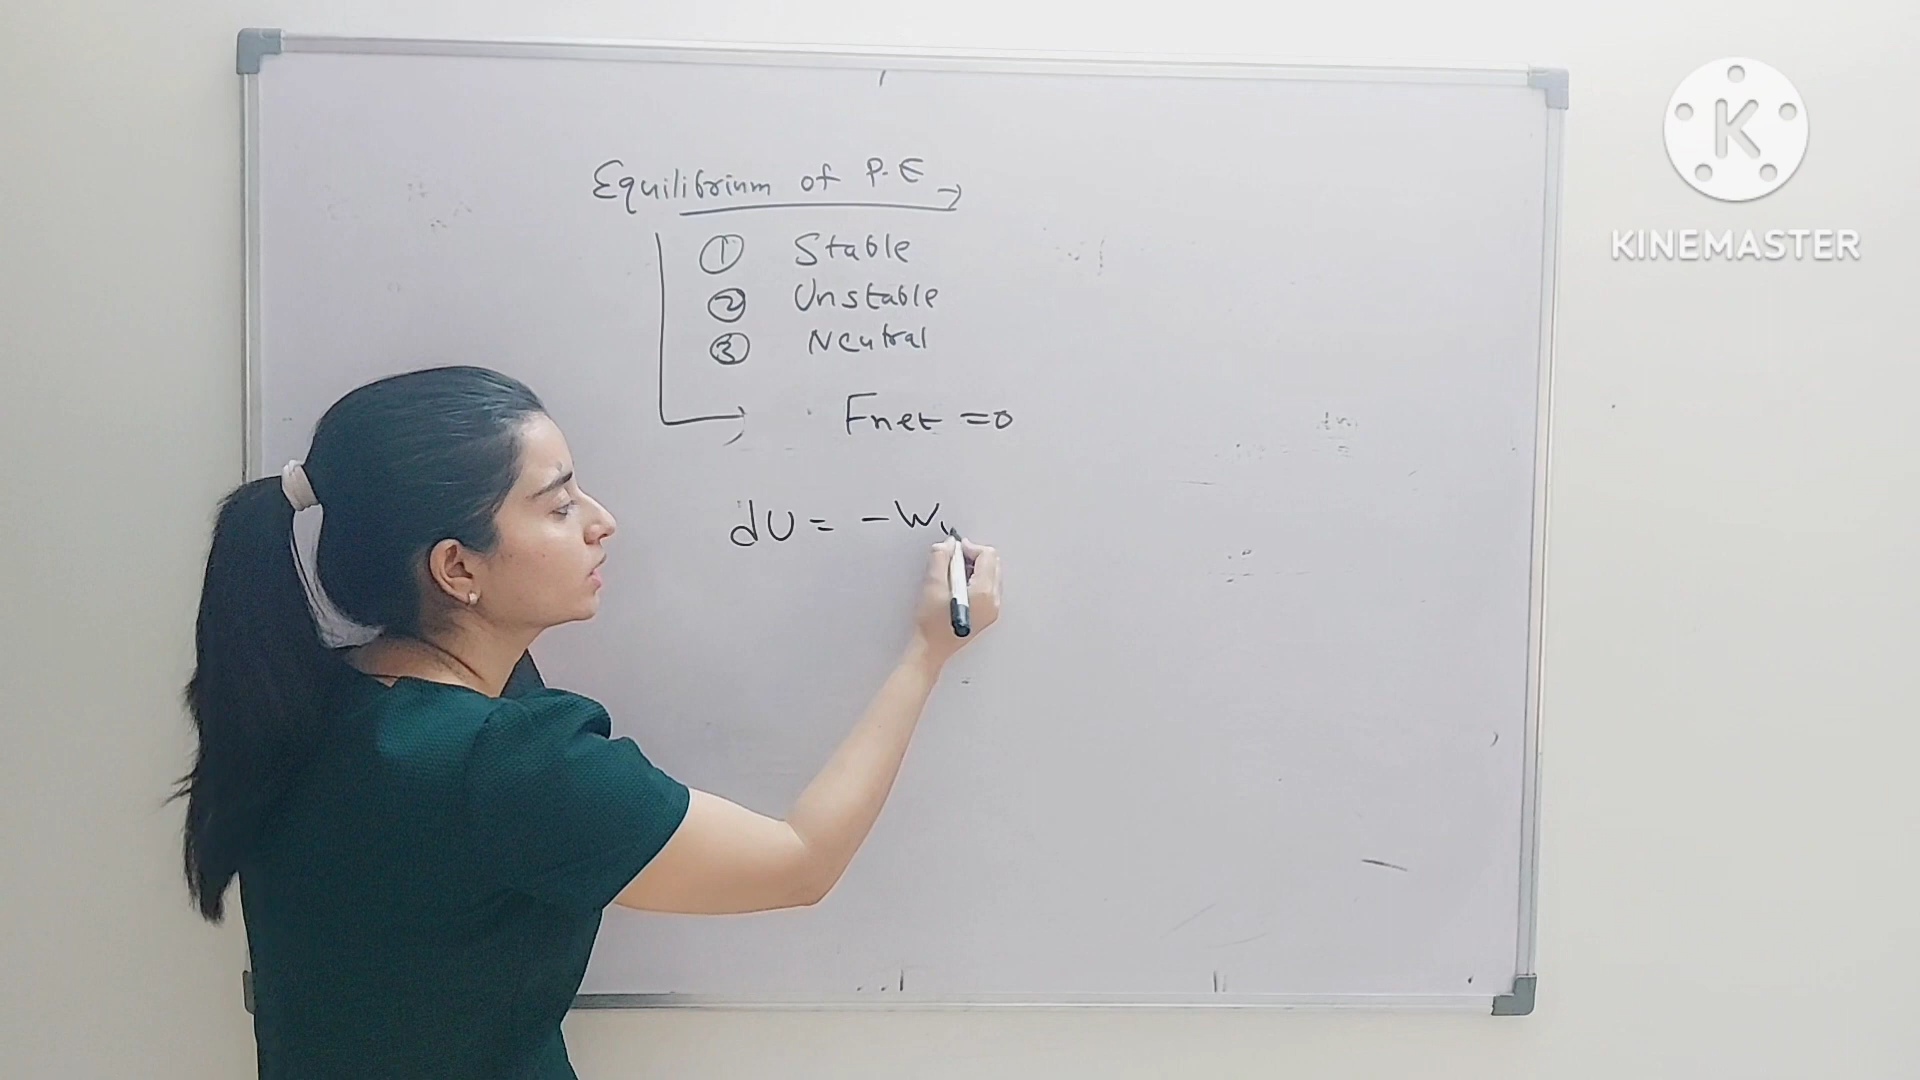 Equilibrium of P.E →
① Stable
② Unstable
③ Neutral
Fnet = 0
dU = - W
K
KINEMASTER